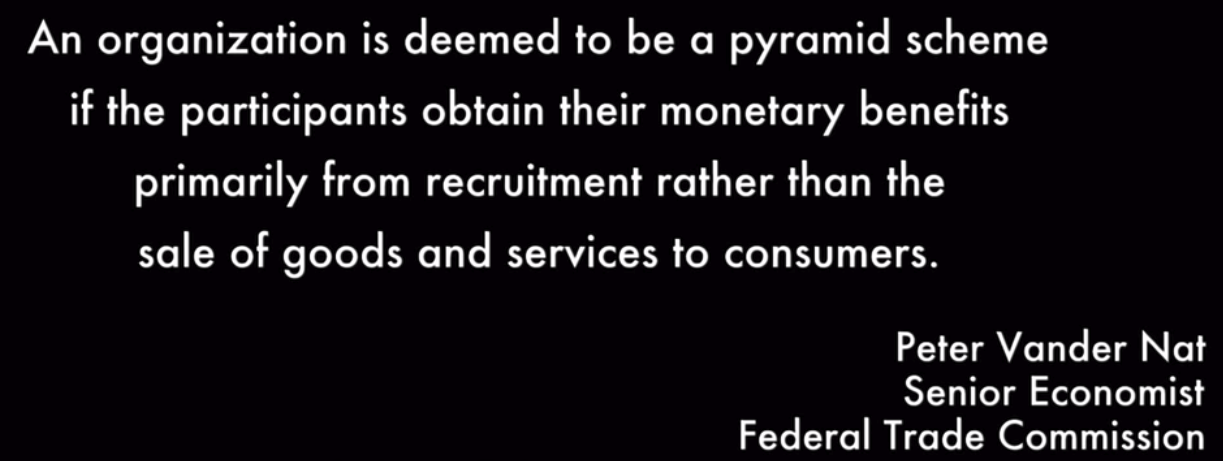 An organization is deemed to be a pyramid scheme
if the participants obtain their monetary benefits
primarily from recruitment rather than the
sale of goods and services to consumers.
Peter Vander Nat
Senior Economist
Federal Trade Commission